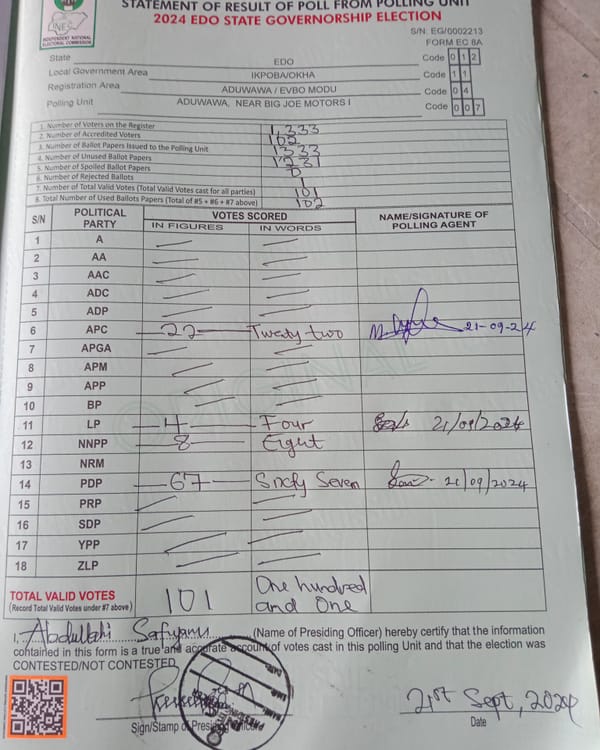 STATEMENT OF RESULT OF POLL FROM POLLING UNIT
2024 EDO STATE GOVERNORSHIP ELECTION
INEC
INDEPENDENT NATIONAL ELECTORAL COMMISSION
S/N: EG/0002213
FORM EC 8A
State EDO Code 0 1 2
Local Government Area IKPOBA/OKHA Code 1 1
Registration Area ADUWAWA / EVBO MODU Code 0 4
Polling Unit ADUWAWA, NEAR BIG JOE MOTORS I Code 0 0 7
1. Number of Voters on the Register 1,333
2. Number of Accredited Voters 102
3. Number of Ballot Papers Issued to the Polling Unit 1333
4. Number of Unused Ballot Papers 1231
5. Number of Spoiled Ballot Papers 0
6. Number of Rejected Ballots 1
7. Number of Total Valid Votes (Total Valid Votes cast for all parties) 101
8. Total Number of Used Ballots Papers (Total of #5 + #6 + #7 above) 102
S/N POLITICAL PARTY VOTES SCORED NAME/SIGNATURE OF POLLING AGENT
IN FIGURES IN WORDS
1 A
2 AA
3 AAC
4 ADC
5 ADP
6 APC 22 Twenty two 21-09-24
7 APGA
8 APM
9 APP
10 BP
11 LP 4 Four 21/09/2024
12 NNPP 8 Eight
13 NRM
14 PDP 67 Sixty Seven 21/09/2024
15 PRP
16 SDP
17 YPP
18 ZLP
ORIGINAL
TOTAL VALID VOTES 101 One hundred and One
(Record Total Valid Votes under #7 above)
I, Abdullahi Safiyanu (Name of Presiding Officer) hereby certify that the information
contained in this form is a true and accurate account of votes cast in this polling Unit and that the election was
CONTESTED/NOT CONTESTED
21st Sept, 2024
Sign/Stamp of Presiding Officer Date